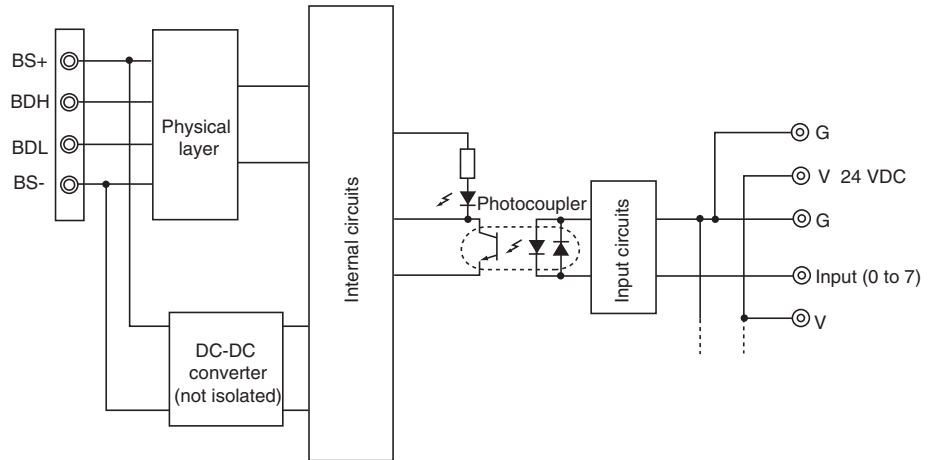 BS+
BDH
BDL
BS-
Physical
layer
DC-DC
converter
(not isolated)
Internal circuits
Photocoupler
Input circuits
G
V 24 VDC
G
Input (0 to 7)
V